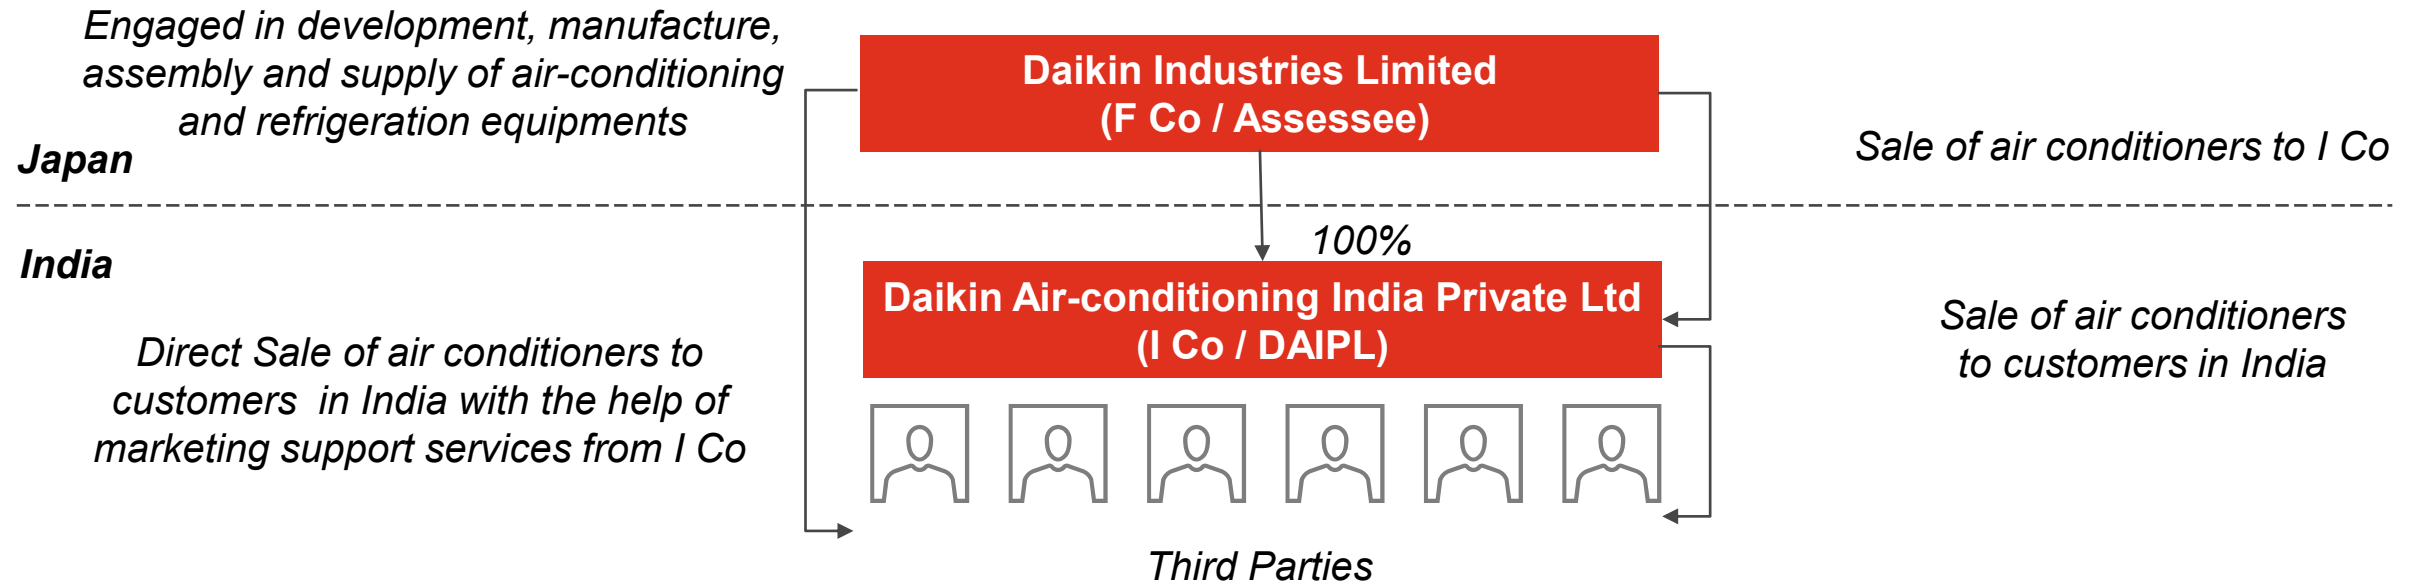 Engaged in development, manufacture,
assembly and supply of air-conditioning
and refrigeration equipments
Japan
Daikin Industries Limited
(F Co / Assessee)
Sale of air conditioners to I Co
100%
India
Daikin Air-conditioning India Private Ltd
(I Co / DAIPL)
Direct Sale of air conditioners to
customers in India with the help of
marketing support services from I Co
Sale of air conditioners
to customers in India
Third Parties